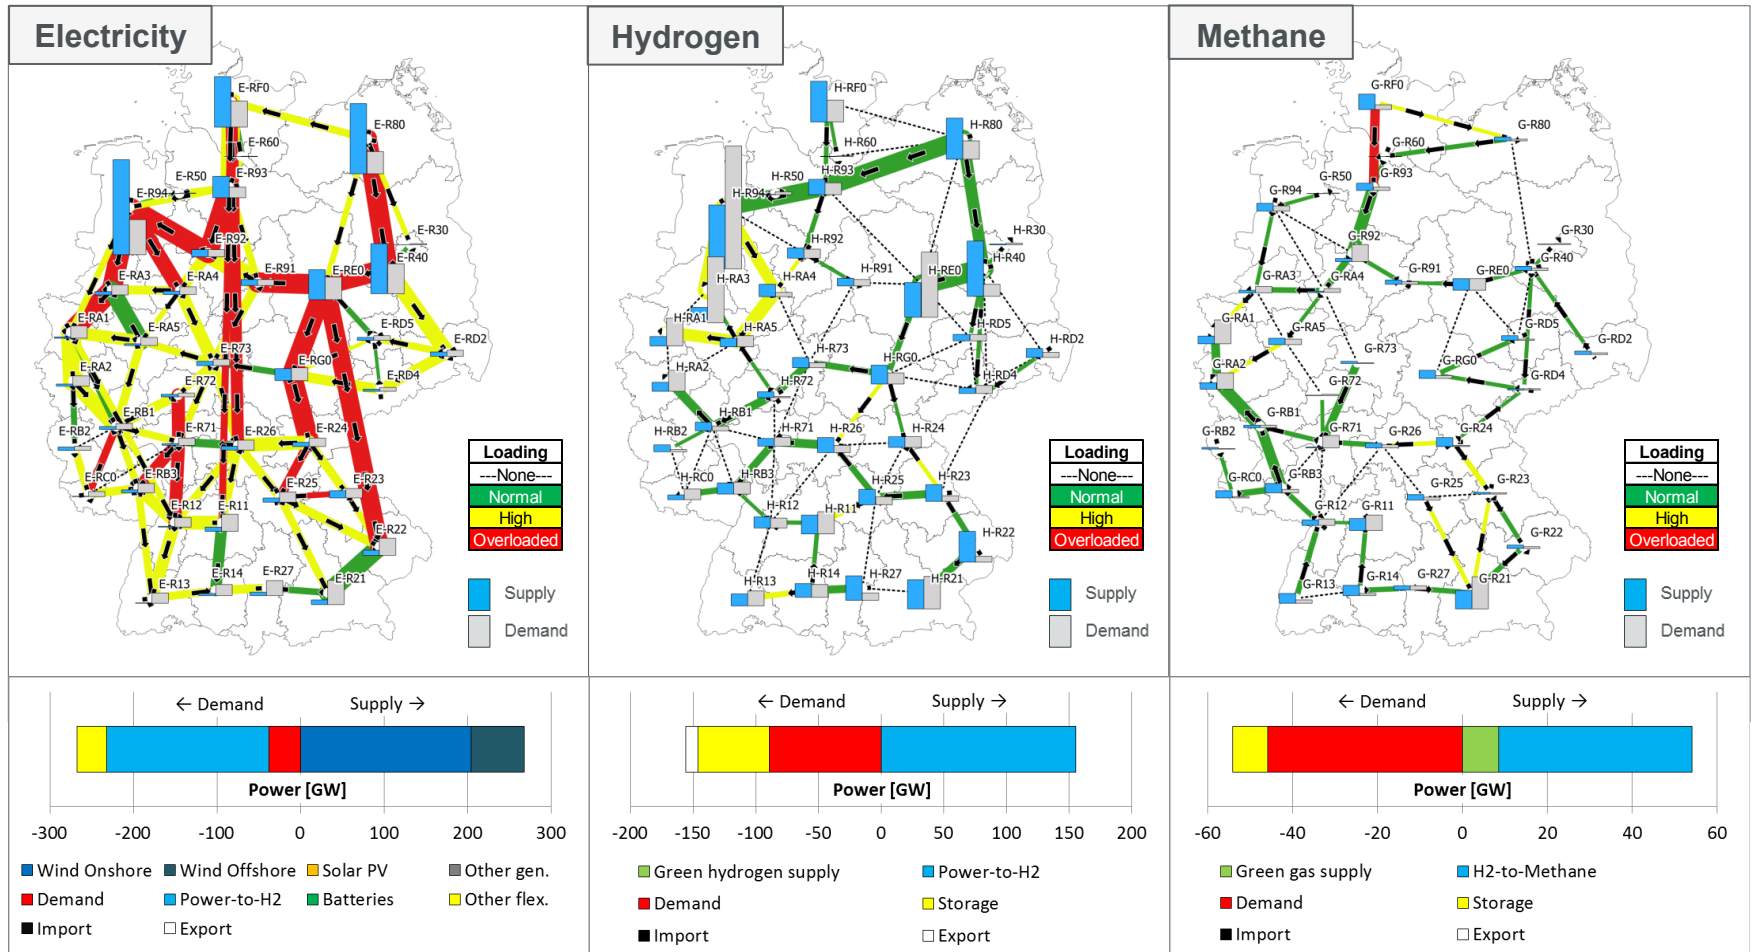 Electricity
E-RF0
E-R80
E-R60
E-R50
E-R93
E-R94
E-R92
E-R30
E-R40
E-RA3
E-RA4
E-R91
E-RE0
E-RA1
E-RA5
E-RD5
E-RD2
E-R73
E-RG0
E-RA2
E-R72
E-RD4
E-RB1
E-RB2
E-R71
E-R26
E-R24
E-RC0
E-RB3
E-R25
E-R23
E-R12
E-R11
E-R22
E-R13
E-R14
E-R27
E-R21
Loading
---None---
Normal
High
Overloaded
Supply
Demand
← Demand
Supply →
Power [GW]
-300 -200 -100 0 100 200 300
Wind Onshore Wind Offshore Solar PV Other gen.
Demand Power-to-H2 Batteries Other flex.
Import Export
Hydrogen
H-RF0
H-R80
H-R60
H-R50
H-R93
H-R94
H-R30
H-R92
H-R40
H-RA3
H-RA4
H-R91
H-RE0
H-RA1
H-RA5
H-RD5
H-RD2
H-R73
H-RG0
H-RA2
H-R72
H-RD4
H-RB1
H-RB2
H-R71
H-R26
H-R24
H-RC0
H-RB3
H-R25
H-R23
H-R12
H-R11
H-R22
H-R13
H-R14
H-R27
H-R21
Loading
---None---
Normal
High
Overloaded
Supply
Demand
← Demand
Supply →
Power [GW]
-200 -150 -100 -50 0 50 100 150 200
Green hydrogen supply Power-to-H2
Demand Storage
Import Export
Methane
G-RF0
G-R80
G-R60
G-R50
G-R93
G-R94
G-R92
G-R30
G-R40
G-RA3
G-RA4
G-R91
G-RE0
G-RA1
G-RA5
G-RD5
G-RD2
G-R73
G-RG0
G-RA2
G-R72
G-RD4
G-RB1
G-RB2
G-R71
G-R26
G-R24
G-RC0
G-RB3
G-R25
G-R23
G-R12
G-R11
G-R22
G-R13
G-R14
G-R27
G-R21
Loading
---None---
Normal
High
Overloaded
Supply
Demand
← Demand
Supply →
Power [GW]
-60 -40 -20 0 20 40 60
Green gas supply H2-to-Methane
Demand Storage
Import Export